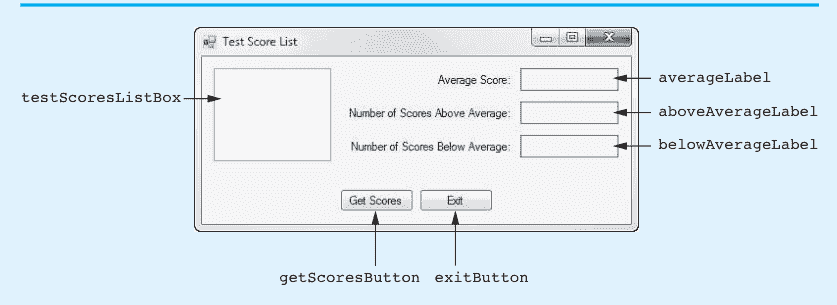 Test Score List
Average Score:
averageLabel
testScoresListBox
Number of Scores Above Average:
aboveAverageLabel
Number of Scores Below Average:
belowAverageLabel
Get Scores
Exit
getScoresButton
exitButton